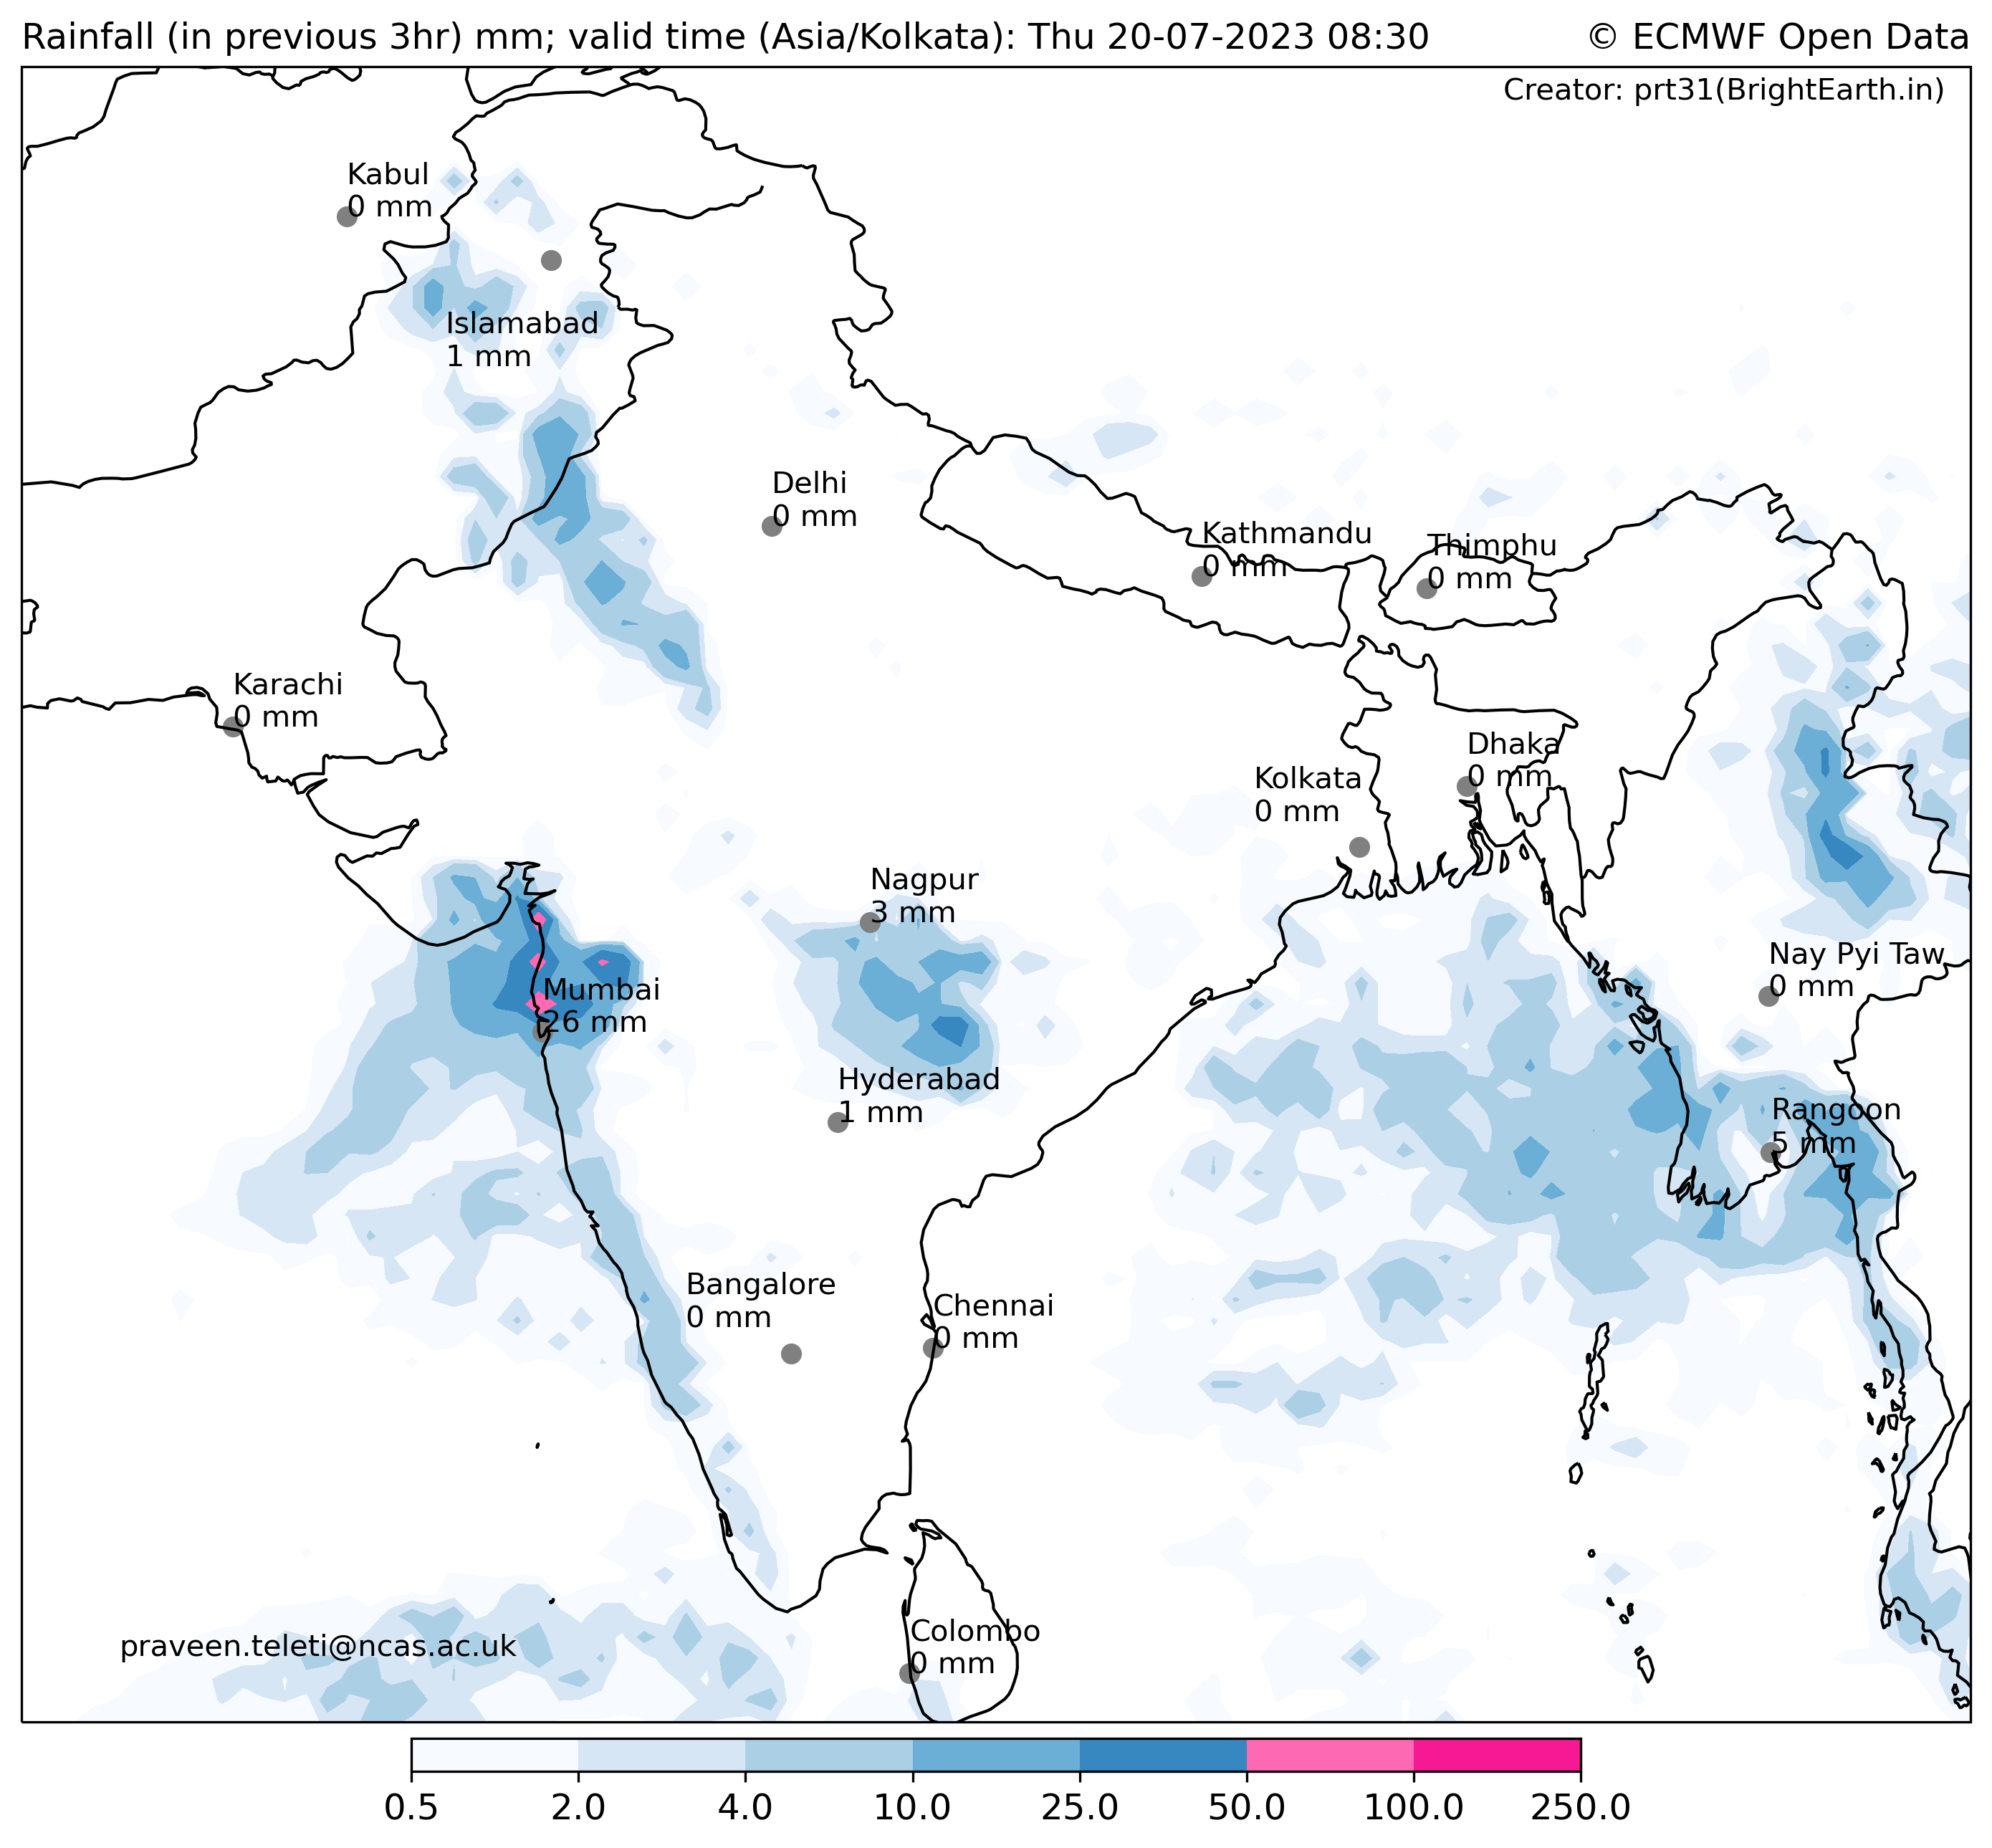 Rainfall (in previous 3hr) mm; valid time (Asia/Kolkata): Thu 20-07-2023 08:30
© ECMWF Open Data
Creator: prt31(BrightEarth.in)
Kabul
0 mm
Islamabad
1 mm
Delhi
0 mm
Kathmandu
0 mm
Thimphu
0 mm
Karachi
0 mm
Dhaka
0 mm
Kolkata
0 mm
Nagpur
3 mm
Nay Pyi Taw
0 mm
Mumbai
26 mm
Hyderabad
1 mm
Rangoon
5 mm
Bangalore
0 mm
Chennai
0 mm
Colombo
0 mm
praveen.teleti@ncas.ac.uk
0.5 2.0 4.0 10.0 25.0 50.0 100.0 250.0